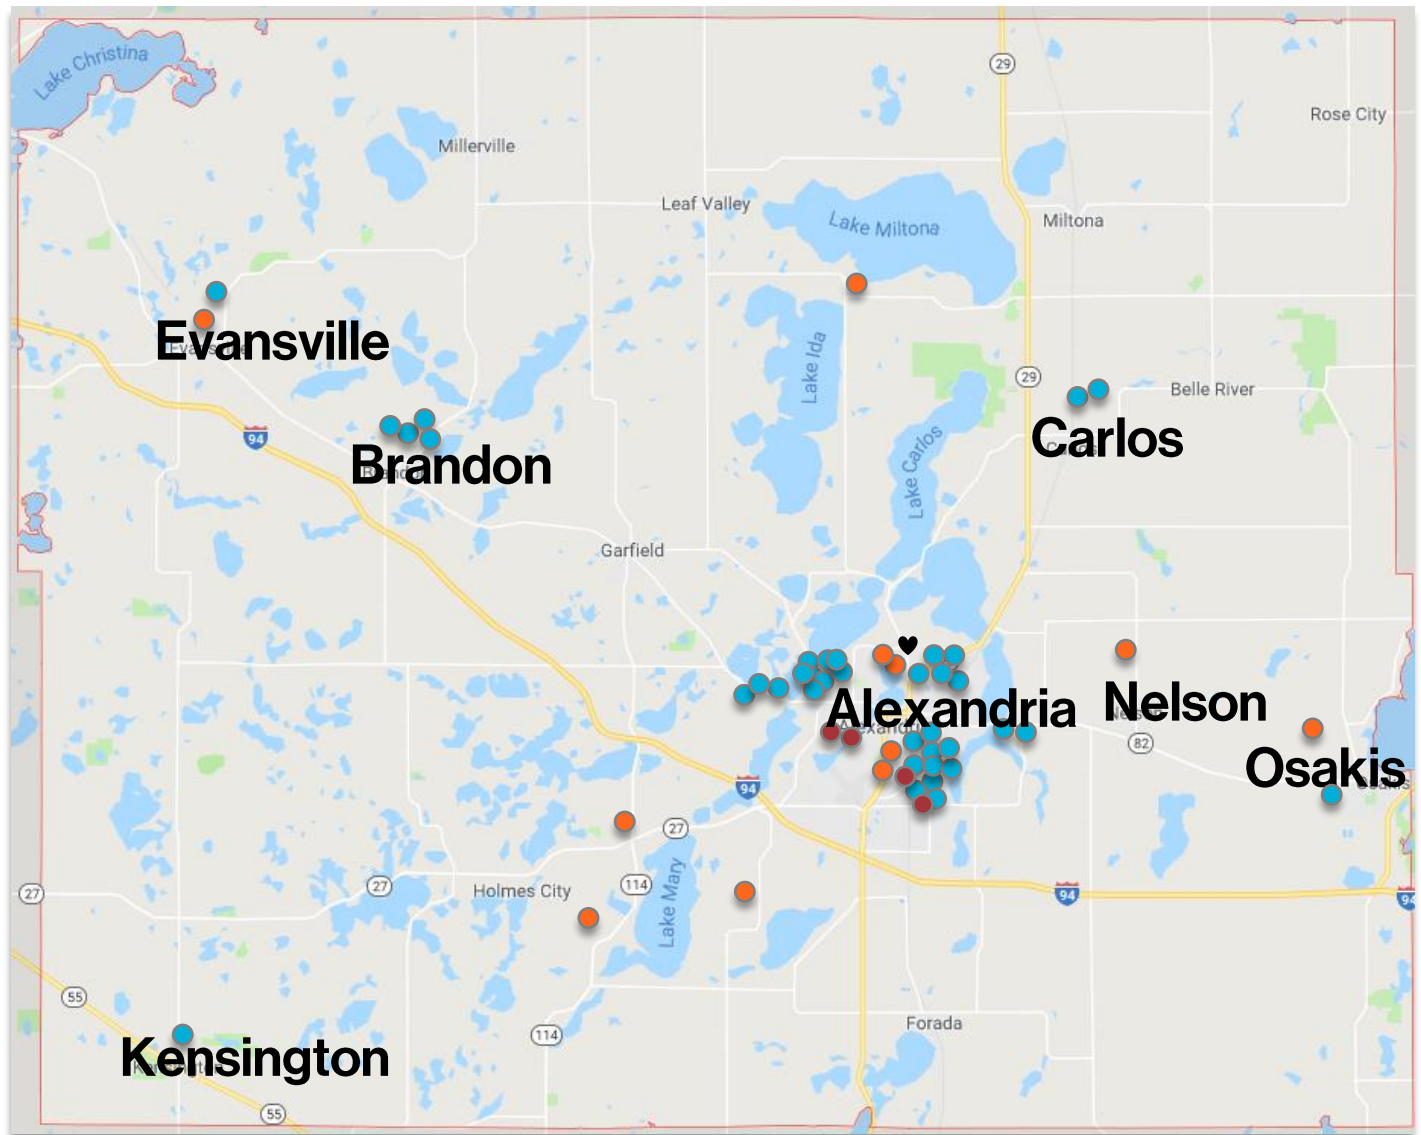 Lake Christina
29
Rose City
Millerville
Leaf Valley
Lake Miltona
Miltona
Evansville
Lake Ida
29
Belle River
94
Brandon
Carlos
Lake Carlos
Garfield
Alexandria
Alexandria
Nelson
82
Osakis
Osakis
94
27
27
27
Holmes City
114
Lake Mary
94
94
55
Forada
114
Kensington
55